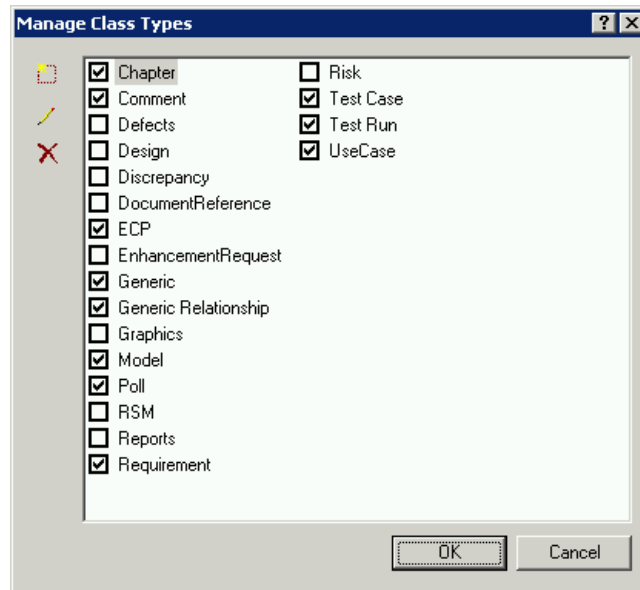 Manage Class Types
Chapter
Comment
Defects
Design
Discrepancy
DocumentReference
ECP
EnhancementRequest
Generic
Generic Relationship
Graphics
Model
Poll
RSM
Reports
Requirement
Risk
Test Case
Test Run
UseCase
OK
Cancel